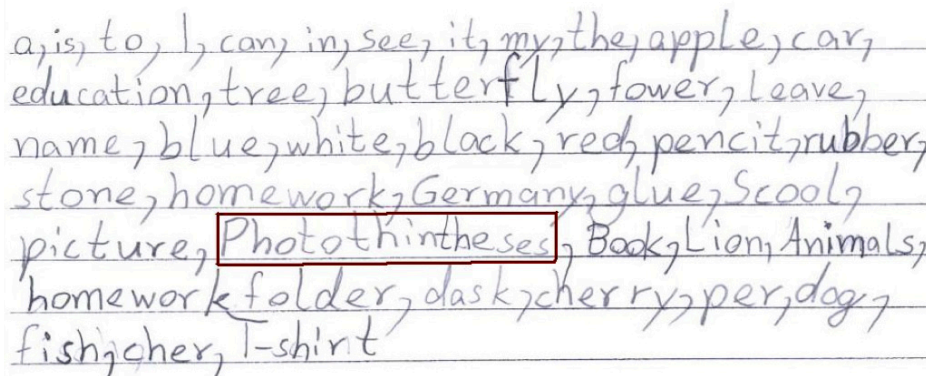 a, is, to, I, can, in, see, it, my, the, apple, car,
education, tree, butterfly, fower, leave,
name, blue, white, black, red, pencit, rubber,
stone, homework, Germany, glue, Scool,
picture, Photothintheses, Book, Lion, Animals,
homework folder, dask, cherry, per, dog,
fish, cher, T-shirt